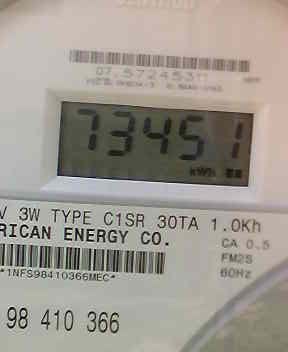 73451
kWh
V 3W TYPE C1SR 30TA 1.0Kh
RICAN ENERGY CO.
CA 0.5
FM2S
60Hz
*1NFS98410366MEC*
98 410 366